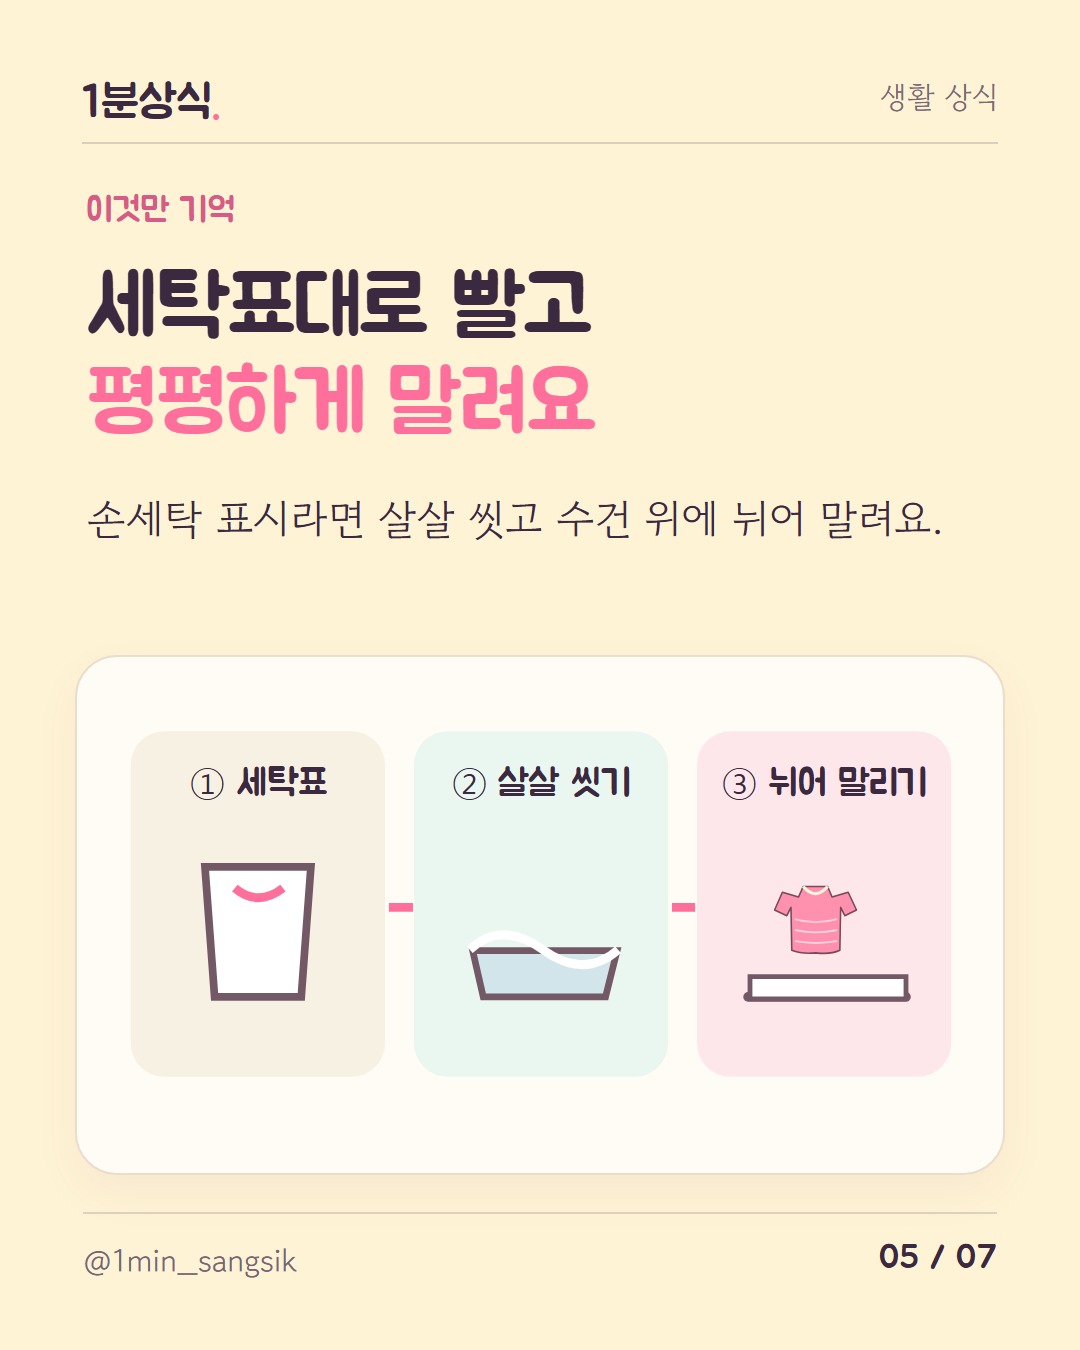 1분상식.
생활 상식
이것만 기억
세탁표대로 빨고
평평하게 말려요
손세탁 표시라면 살살 씻고 수건 위에 뉘어 말려요.
① 세탁표
② 살살 씻기
③ 뉘어 말리기
@1min_sangsik
05 / 07